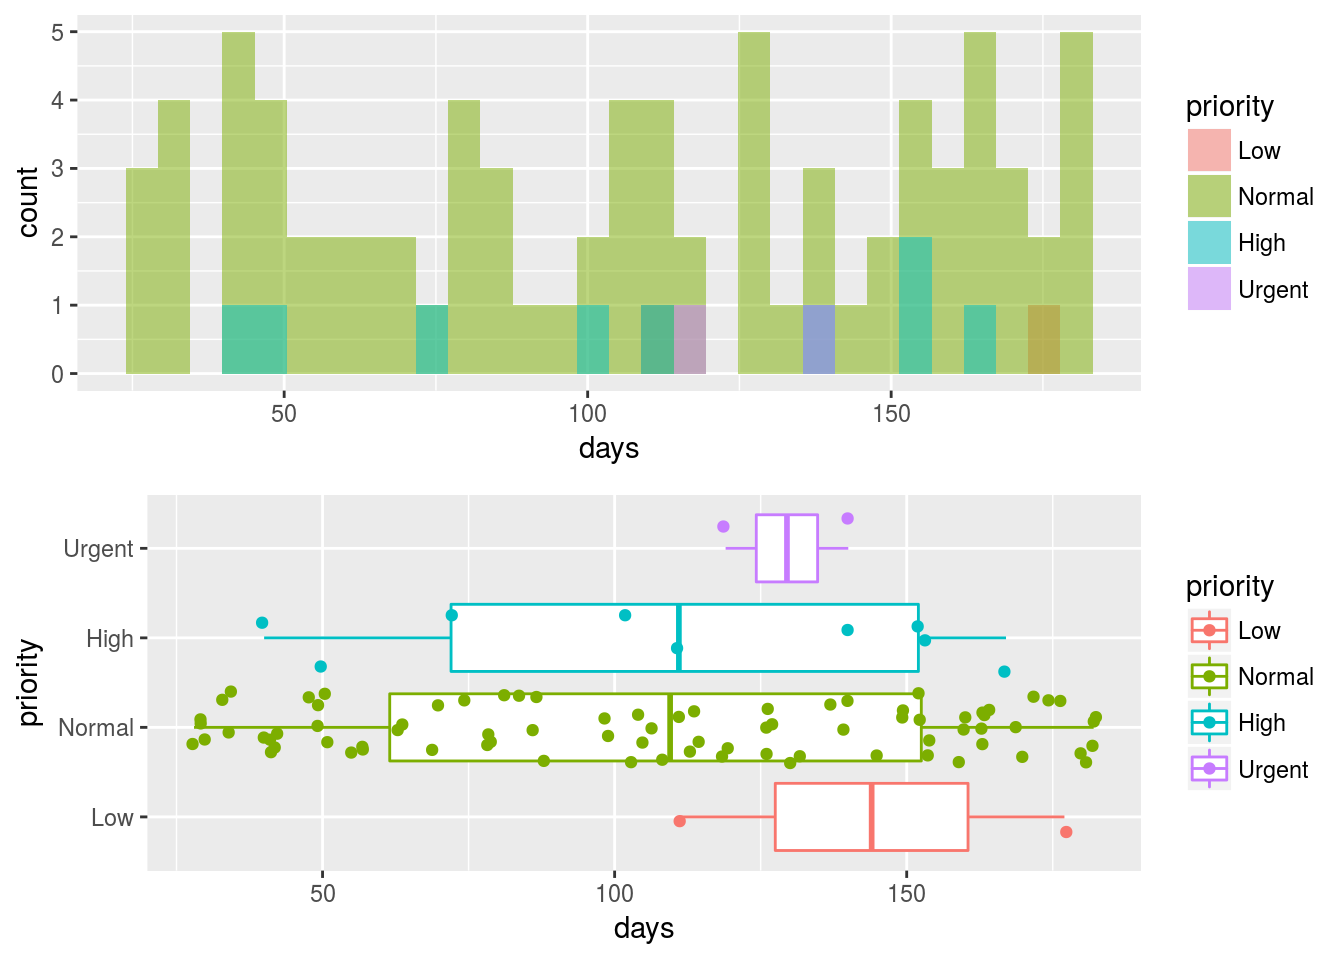 5
4
3
2
1
0
count
50
100
150
days
priority
Low
Normal
High
Urgent
Urgent
High
Normal
Low
priority
50
100
150
days
priority
Low
Normal
High
Urgent